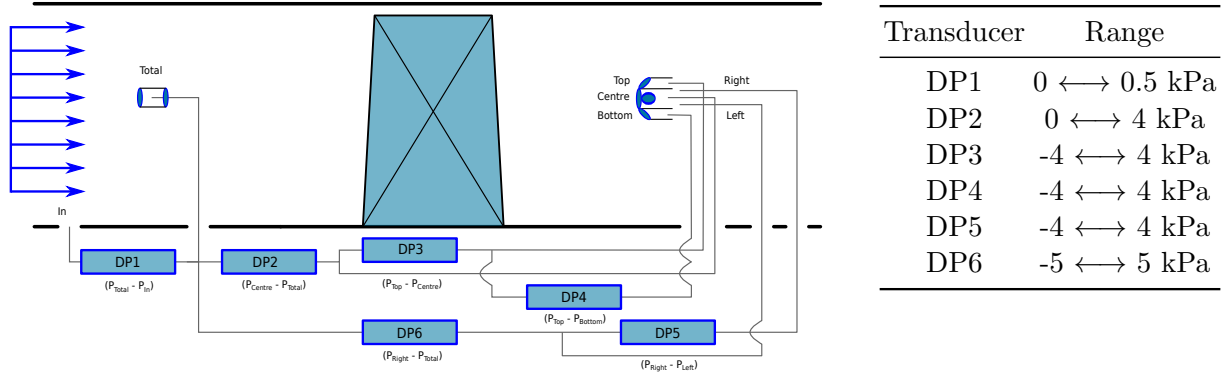 Total
Top
Centre
Bottom
Right
Left
In
DP1
(P_Total - P_In)
DP2
(P_Centre - P_Total)
DP3
(P_Top - P_Centre)
DP4
(P_Top - P_Bottom)
DP6
(P_Right - P_Total)
DP5
(P_Right - P_Left)
Transducer Range
DP1 0 ⟷ 0.5 kPa
DP2 0 ⟷ 4 kPa
DP3 -4 ⟷ 4 kPa
DP4 -4 ⟷ 4 kPa
DP5 -4 ⟷ 4 kPa
DP6 -5 ⟷ 5 kPa